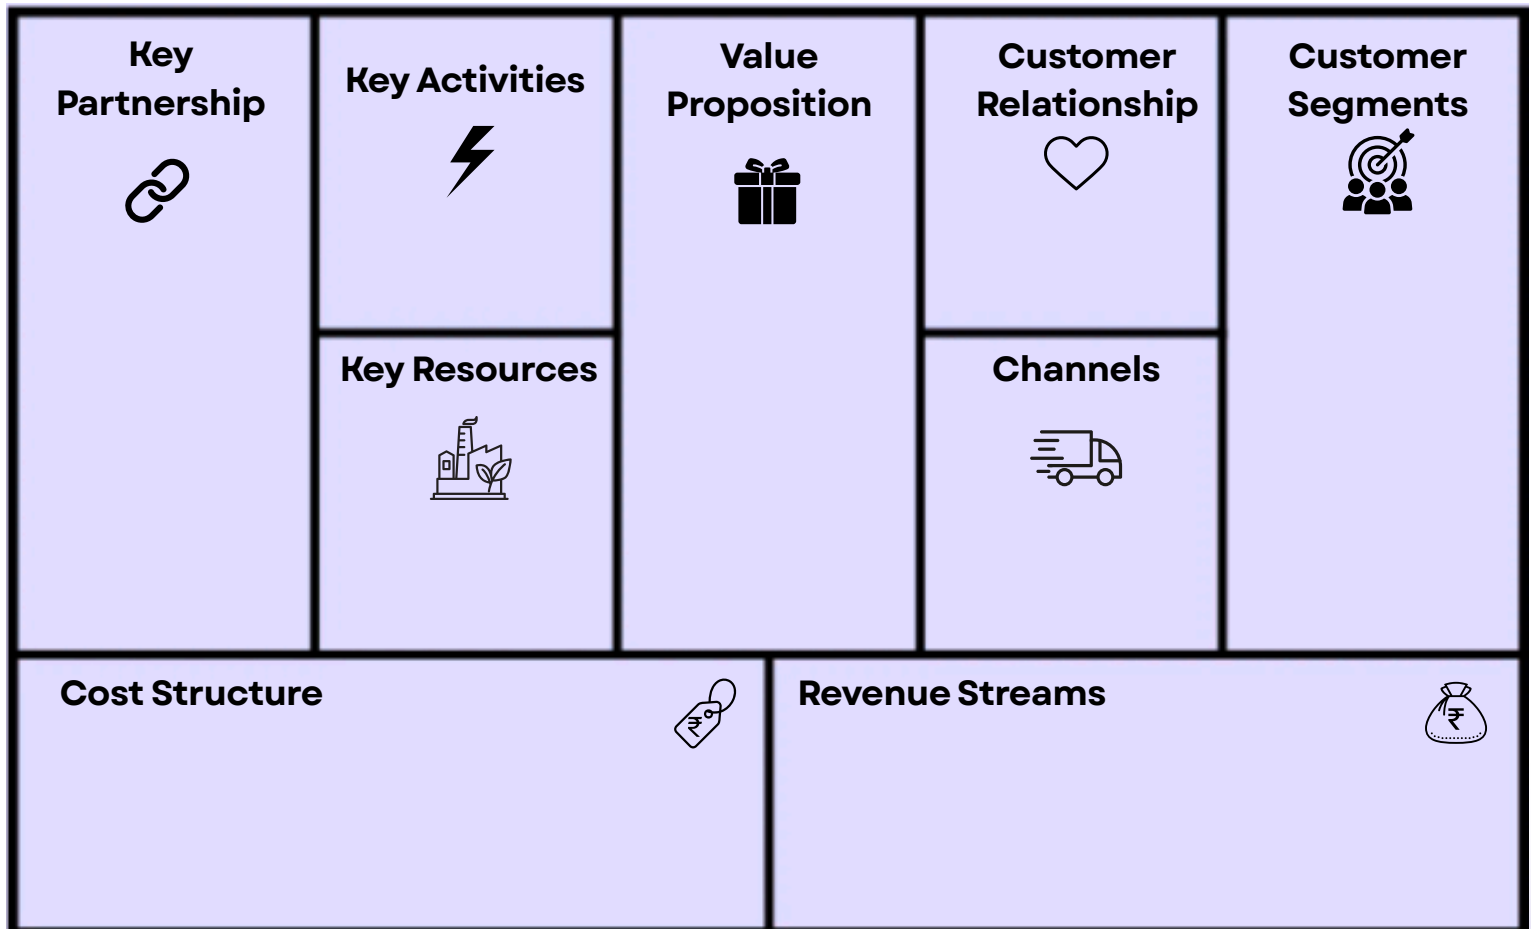 Key
Partnership
Key Activities
Key Resources
Value
Proposition
Customer
Relationship
Channels
Customer
Segments
Cost Structure
₹
Revenue Streams
₹